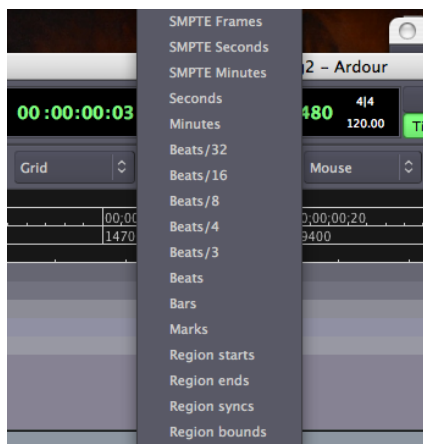 SMPTE Frames
SMPTE Seconds
SMPTE Minutes
Seconds
Minutes
Beats/32
Beats/16
Beats/8
Beats/4
Beats/3
Beats
Bars
Marks
Region starts
Region ends
Region syncs
Region bounds
– Ardour
00:00:00:03
480
4|4
120.00
Grid
Mouse
00;00
0;00;00;20
1470
9400